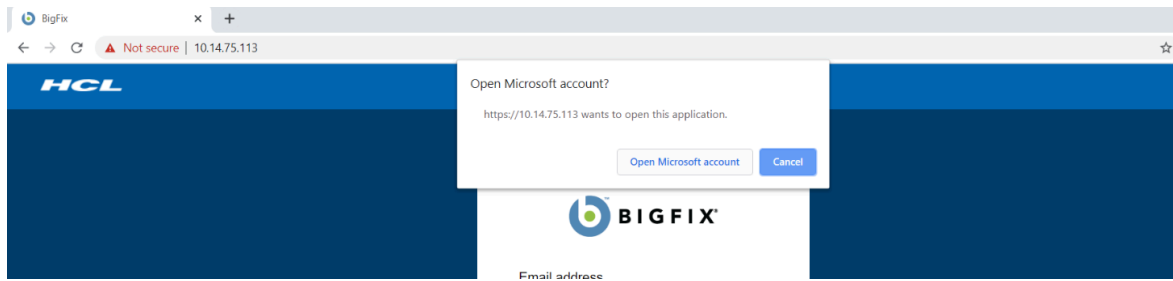 BigFix
Not secure | 10.14.75.113
HCL
Open Microsoft account?
https://10.14.75.113 wants to open this application.
Open Microsoft account Cancel
BIGFIX
Email address